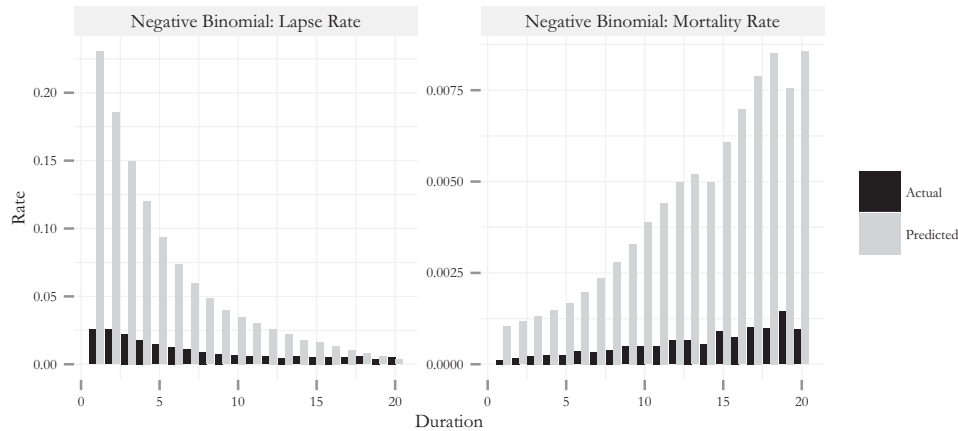 Negative Binomial: Lapse Rate
Negative Binomial: Mortality Rate
Rate
0.20
0.15
0.10
0.05
0.00
0 5 10 15 20
0.0075
0.0050
0.0025
0.0000
0 5 10 15 20
Duration
Actual
Predicted